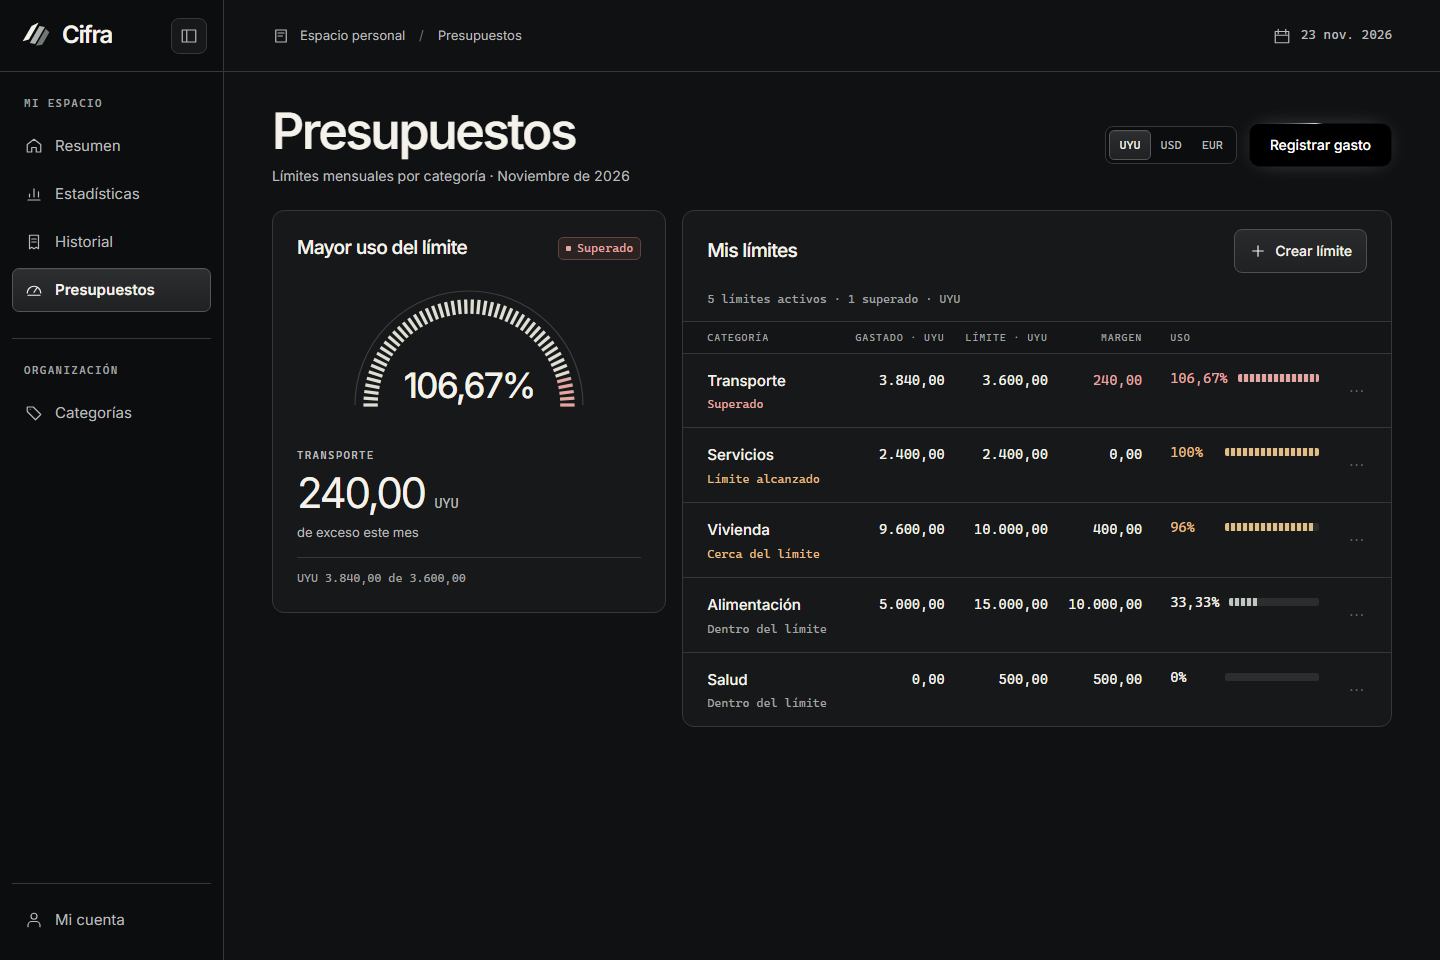 Cifra
Espacio personal / Presupuestos
23 nov. 2026
MI ESPACIO
Resumen
Estadísticas
Historial
Presupuestos
ORGANIZACIÓN
Categorías
Mi cuenta
Presupuestos
Límites mensuales por categoría · Noviembre de 2026
UYU USD EUR
Registrar gasto
Mayor uso del límite
Superado
106,67%
TRANSPORTE
240,00 UYU
de exceso este mes
UYU 3.840,00 de 3.600,00
Mis límites
Crear límite
5 límites activos · 1 superado · UYU
CATEGORÍA GASTADO · UYU LÍMITE · UYU MARGEN USO
Transporte 3.840,00 3.600,00 240,00 106,67% ...
Superado
Servicios 2.400,00 2.400,00 0,00 100% ...
Límite alcanzado
Vivienda 9.600,00 10.000,00 400,00 96% ...
Cerca del límite
Alimentación 5.000,00 15.000,00 10.000,00 33,33% ...
Dentro del límite
Salud 0,00 500,00 500,00 0% ...
Dentro del límite